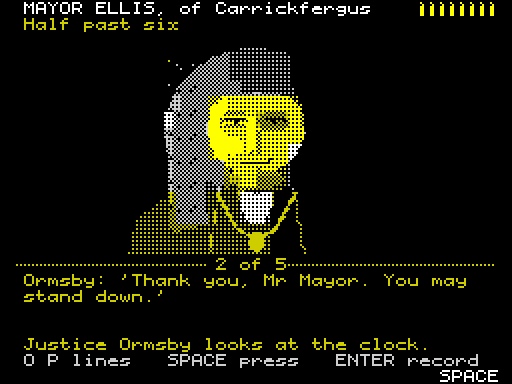 MAYOR ELLIS, of Carrickfergus
Half past six
2 of 5
Ormsby: 'Thank you, Mr Mayor. You may
stand down.'
Justice Ormsby looks at the clock.
O P lines   SPACE press   ENTER record
SPACE